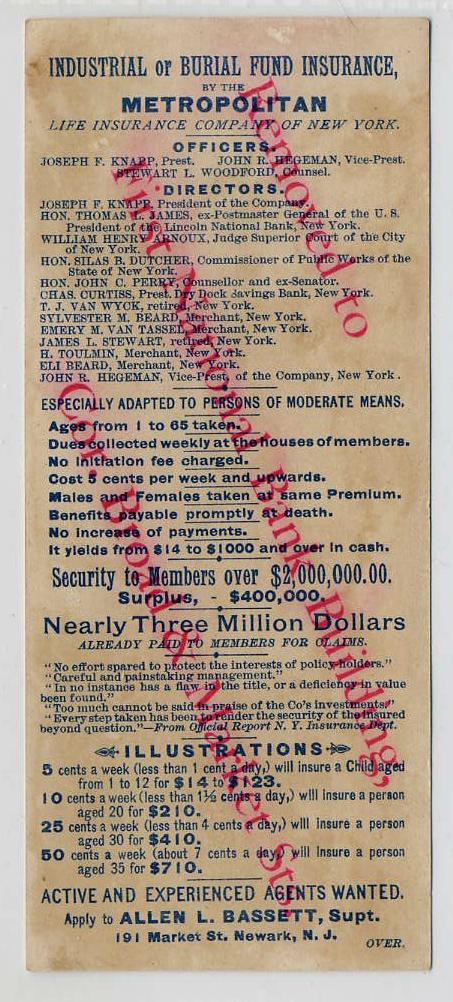 INDUSTRIAL or BURIAL FUND INSURANCE,
BY THE
METROPOLITAN
LIFE INSURANCE COMPANY OF NEW YORK.
OFFICERS.
JOSEPH F. KNAPP, Prest. JOHN R. HEGEMAN, Vice-Prest.
STEWART L. WOODFORD, Counsel.
DIRECTORS.
JOSEPH F. KNAPP, President of the Company.
HON. THOMAS L. JAMES, ex-Postmaster General of the U. S.
President of the Lincoln National Bank, New York.
WILLIAM HENRY ARNOUX, Judge Superior Court of the City
of New York.
HON. SILAS B. DUTCHER, Commissioner of Public Works of the
State of New York.
HON. JOHN C. PERRY, Counsellor and ex-Senator.
CHAS. CURTISS, Prest. Dry Dock Savings Bank, New York.
T. J. VAN WYCK, retired, New York.
SYLVESTER M. BEARD, Merchant, New York.
EMERY M. VAN TASSEL, Merchant, New York.
JAMES L. STEWART, retired, New York.
H. TOULMIN, Merchant, New York.
ELI BEARD, Merchant, New York.
JOHN R. HEGEMAN, Vice-Prest. of the Company, New York.
ESPECIALLY ADAPTED TO PERSONS OF MODERATE MEANS.
Ages from 1 to 65 taken.
Dues collected weekly at the houses of members.
No initiation fee charged.
Cost 5 cents per week and upwards.
Males and Females taken at same Premium.
Benefits payable promptly at death.
No increase of payments.
It yields from $14 to $1000 and over in cash.
Security to Members over $2,000,000.00.
Surplus, - $400,000.
Nearly Three Million Dollars
ALREADY PAID TO MEMBERS FOR CLAIMS.
"No effort spared to protect the interests of policy-holders."
"Careful and painstaking management."
"In no instance has a flaw in the title, or a deficiency in value
been found."
"Too much cannot be said in praise of the Co's investments."
"Every step taken has been to render the security of the insured
beyond question."—From Official Report N. Y. Insurance Dept.
ILLUSTRATIONS
5 cents a week (less than 1 cent a day,) will insure a Child aged
from 1 to 12 for $14 to $123.
10 cents a week (less than 1½ cents a day,) will insure a person
aged 20 for $210.
25 cents a week (less than 4 cents a day,) will insure a person
aged 30 for $410.
50 cents a week (about 7 cents a day,) will insure a person
aged 35 for $710.
ACTIVE AND EXPERIENCED AGENTS WANTED.
Apply to ALLEN L. BASSETT, Supt.
191 Market St. Newark, N. J.
OVER.
Removed to
First National Bank Building,
Cor. Broad & Market Sts.